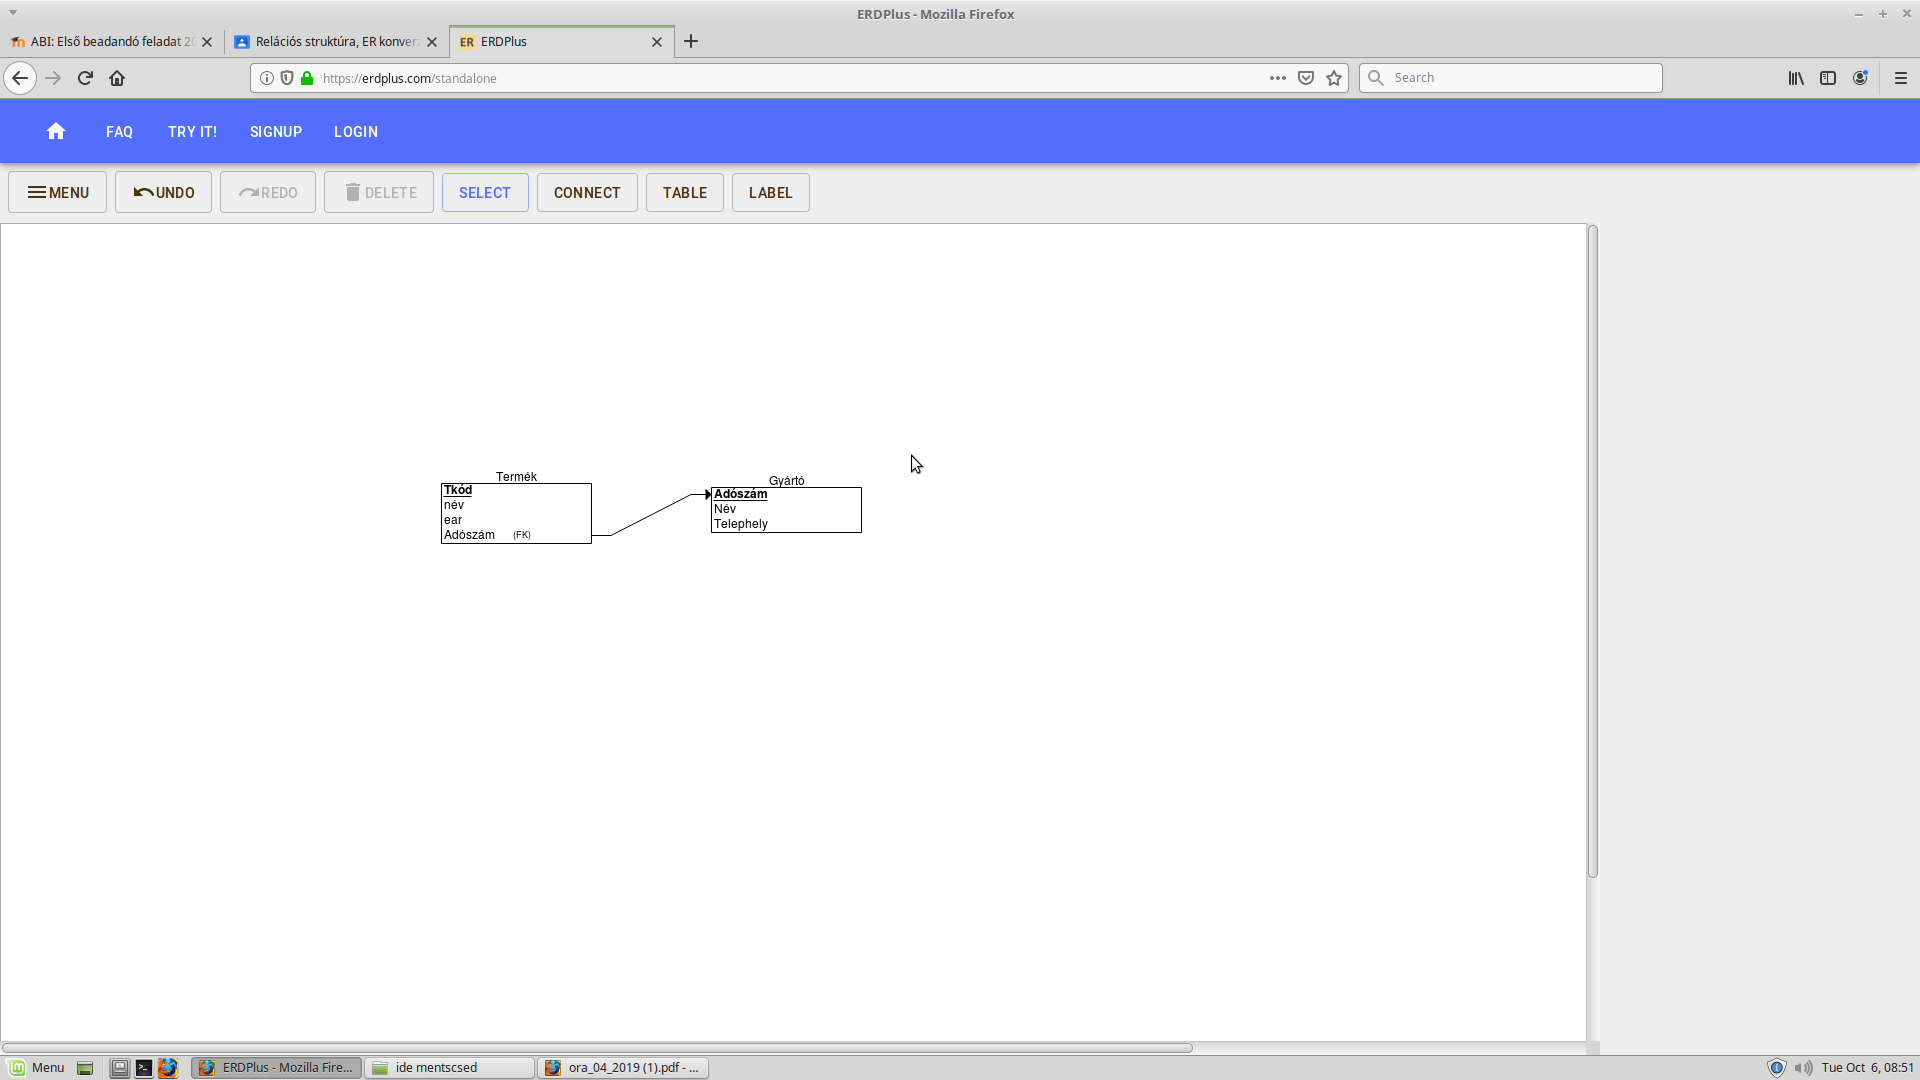 ERDPlus - Mozilla Firefox
ABI: Első beadandó feladat 20
Relációs struktúra, ER konver
ER ERDPlus
https://erdplus.com/standalone
Search
FAQ TRY IT! SIGNUP LOGIN
MENU UNDO REDO DELETE SELECT CONNECT TABLE LABEL
Termék
Tkód
név
ear
Adószám (FK)
Gyártó
Adószám
Név
Telephely
Menu
ERDPlus - Mozilla Fire...
ide mentscsed
ora_04_2019 (1).pdf - ...
Tue Oct 6, 08:51